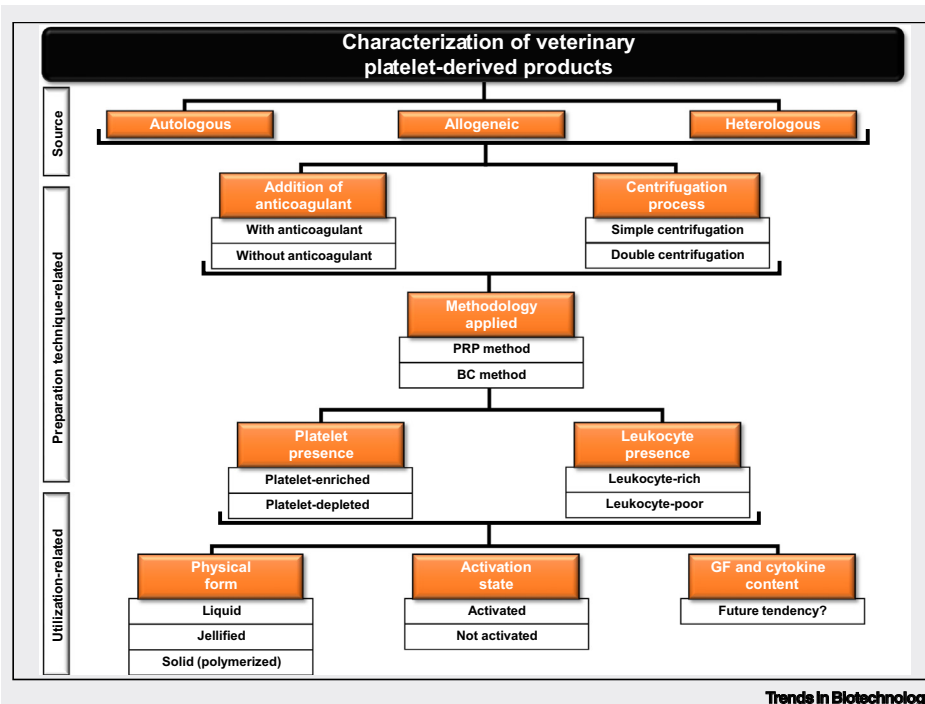 Characterization of veterinary
platelet-derived products
Source
Autologous
Allogeneic
Heterologous
Preparation technique-related
Addition of
anticoagulant
With anticoagulant
Without anticoagulant
Centrifugation
process
Simple centrifugation
Double centrifugation
Methodology
applied
PRP method
BC method
Platelet
presence
Platelet-enriched
Platelet-depleted
Leukocyte
presence
Leukocyte-rich
Leukocyte-poor
Utilization-related
Physical
form
Liquid
Jellified
Solid (polymerized)
Activation
state
Activated
Not activated
GF and cytokine
content
Future tendency?
Trends in Biotechnolog